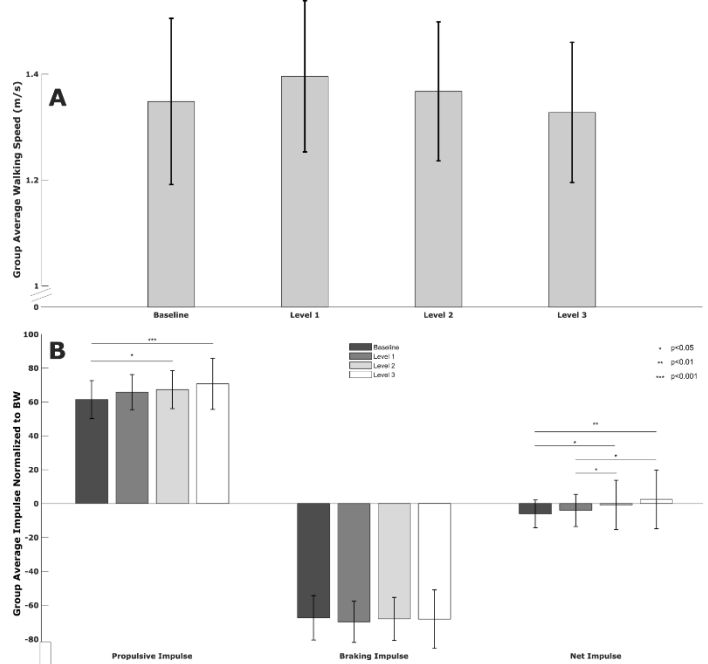 A
Group Average Walking Speed (m/s)
1.4
1.2
1
0
Baseline
Level 1
Level 2
Level 3
B
Group Average Impulse Normalized to BW
100
80
60
40
20
0
-20
-40
-60
-80
***
*
Baseline
Level 1
Level 2
Level 3
* p<0.05
** p<0.01
*** p<0.001
**
*
*
*
Propulsive Impulse
Braking Impulse
Net Impulse